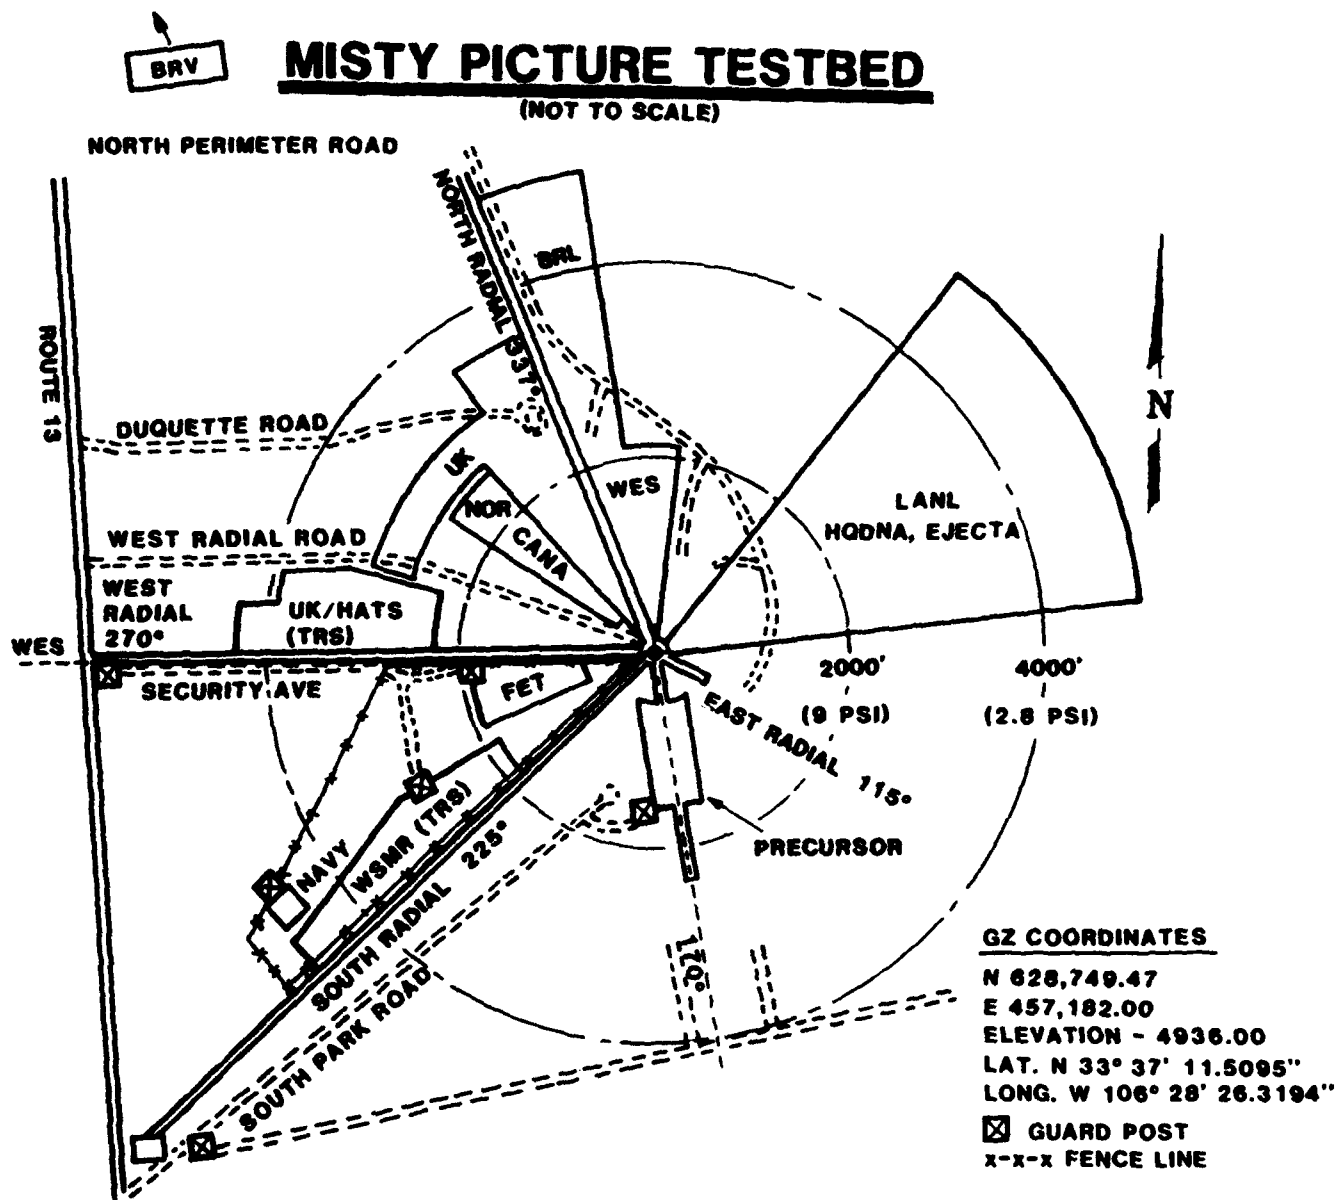 BRV
MISTY PICTURE TESTBED
(NOT TO SCALE)
NORTH PERIMETER ROAD
NORTH RADIAL 337°
BRL
ROUTE 13
N
DUQUETTE ROAD
UK
WES
NOR
CANA
LANL
HQDNA, EJECTA
WEST RADIAL ROAD
WEST
RADIAL
270°
UK/HATS
(TRS)
WES
SECURITY AVE
FET
2000'
4000'
(9 PSI)
(2.8 PSI)
EAST RADIAL 115°
PRECURSOR
NAVY
WSMR (TRS)
SOUTH RADIAL 225°
SOUTH PARK ROAD
170°
GZ COORDINATES
N 628,749.47
E 457,182.00
ELEVATION - 4936.00
LAT. N 33° 37' 11.5095"
LONG. W 106° 28' 26.3194"
GUARD POST
x-x-x FENCE LINE